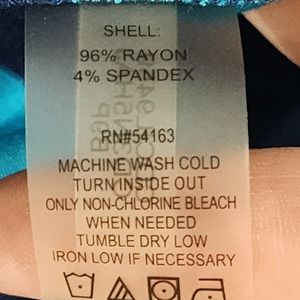 SHELL:
96% RAYON
4% SPANDEX
RN#54163
MACHINE WASH COLD
TURN INSIDE OUT
ONLY NON-CHLORINE BLEACH
WHEN NEEDED
TUMBLE DRY LOW
IRON LOW IF NECESSARY